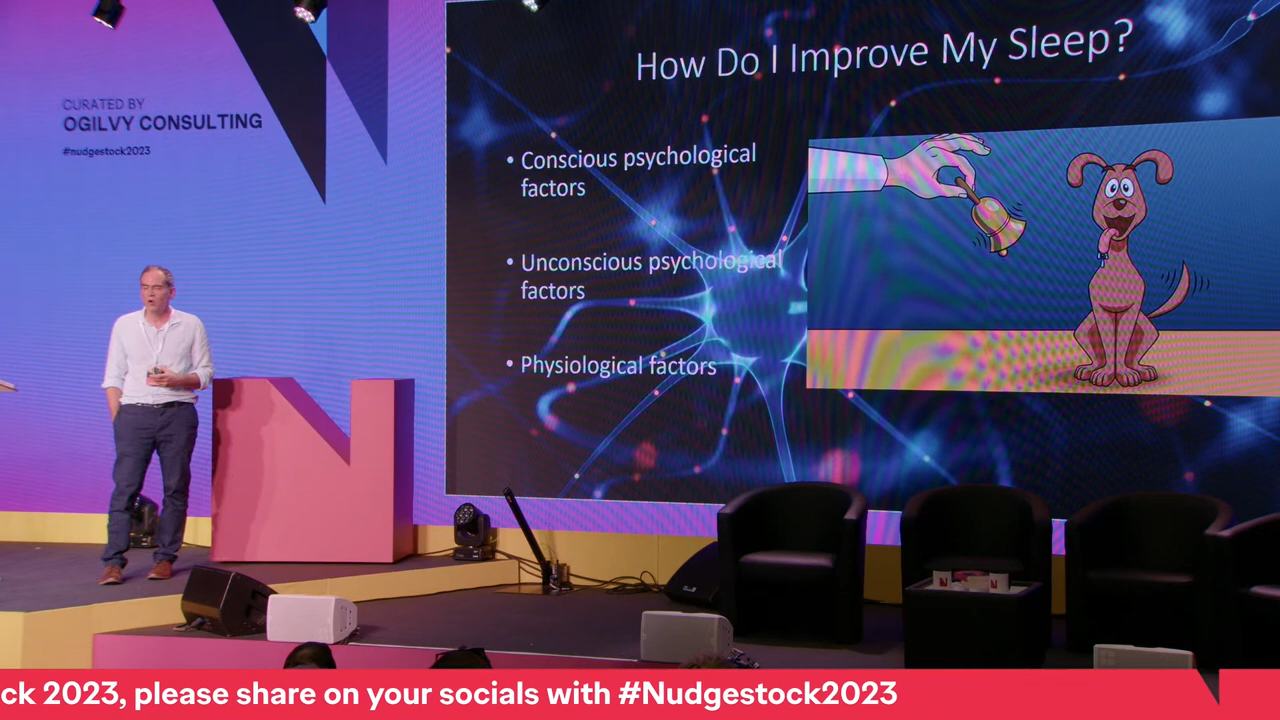 CURATED BY
OGILVY CONSULTING
#nudgestock2023
How Do I Improve My Sleep?
• Conscious psychological
factors
• Unconscious psychological
factors
• Physiological factors
N
ck 2023, please share on your socials with #Nudgestock2023